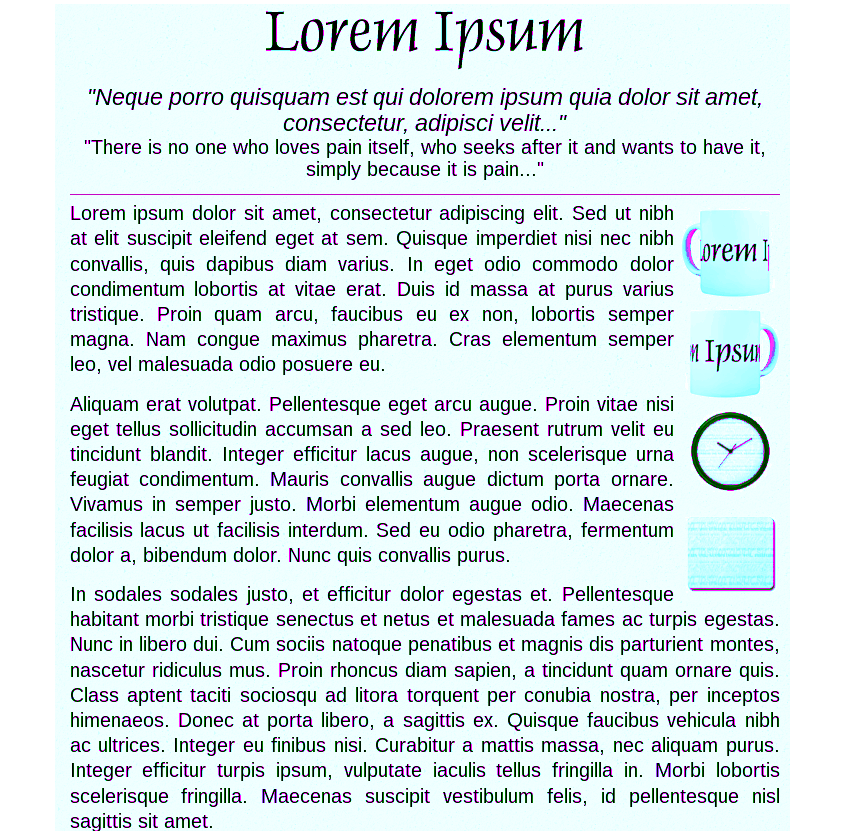 Lorem Ipsum
"Neque porro quisquam est qui dolorem ipsum quia dolor sit amet,
consectetur, adipisci velit..."
"There is no one who loves pain itself, who seeks after it and wants to have it,
simply because it is pain..."
Lorem ipsum dolor sit amet, consectetur adipiscing elit. Sed ut nibh
at elit suscipit eleifend eget at sem. Quisque imperdiet nisi nec nibh
convallis, quis dapibus diam varius. In eget odio commodo dolor
condimentum lobortis at vitae erat. Duis id massa at purus varius
tristique. Proin quam arcu, faucibus eu ex non, lobortis semper
magna. Nam congue maximus pharetra. Cras elementum semper
leo, vel malesuada odio posuere eu.
orem I
m Ipsum
Aliquam erat volutpat. Pellentesque eget arcu augue. Proin vitae nisi
eget tellus sollicitudin accumsan a sed leo. Praesent rutrum velit eu
tincidunt blandit. Integer efficitur lacus augue, non scelerisque urna
feugiat condimentum. Mauris convallis augue dictum porta ornare.
Vivamus in semper justo. Morbi elementum augue odio. Maecenas
facilisis lacus ut facilisis interdum. Sed eu odio pharetra, fermentum
dolor a, bibendum dolor. Nunc quis convallis purus.
In sodales sodales justo, et efficitur dolor egestas et. Pellentesque
habitant morbi tristique senectus et netus et malesuada fames ac turpis egestas.
Nunc in libero dui. Cum sociis natoque penatibus et magnis dis parturient montes,
nascetur ridiculus mus. Proin rhoncus diam sapien, a tincidunt quam ornare quis.
Class aptent taciti sociosqu ad litora torquent per conubia nostra, per inceptos
himenaeos. Donec at porta libero, a sagittis ex. Quisque faucibus vehicula nibh
ac ultrices. Integer eu finibus nisi. Curabitur a mattis massa, nec aliquam purus.
Integer efficitur turpis ipsum, vulputate iaculis tellus fringilla in. Morbi lobortis
scelerisque fringilla. Maecenas suscipit vestibulum felis, id pellentesque nisl
sagittis sit amet.